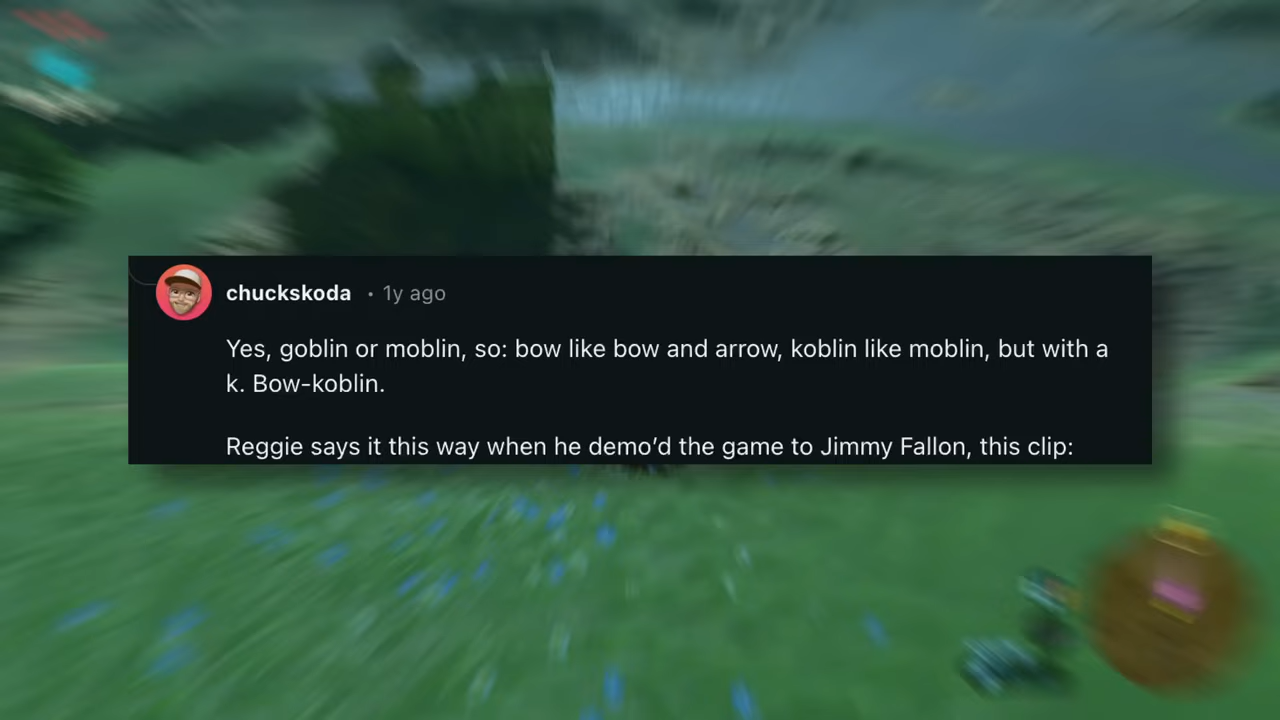 chuckskoda • 1y ago
Yes, goblin or moblin, so: bow like bow and arrow, koblin like moblin, but with a
k. Bow-koblin.
Reggie says it this way when he demo’d the game to Jimmy Fallon, this clip: